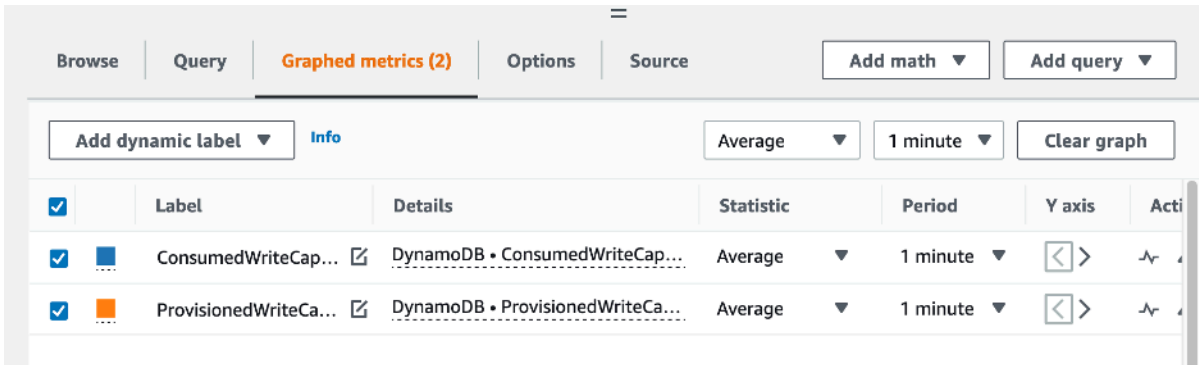 Browse Query Graphed metrics (2) Options Source Add math Add query
Add dynamic label Info Average 1 minute Clear graph
Label Details Statistic Period Y axis Acti
ConsumedWriteCap... DynamoDB • ConsumedWriteCap... Average 1 minute
ProvisionedWriteCa... DynamoDB • ProvisionedWriteCa... Average 1 minute